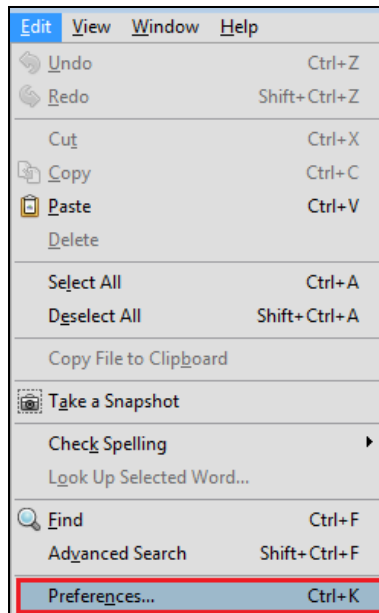 Edit View Window Help
Undo Ctrl+Z
Redo Shift+Ctrl+Z
Cut Ctrl+X
Copy Ctrl+C
Paste Ctrl+V
Delete
Select All Ctrl+A
Deselect All Shift+Ctrl+A
Copy File to Clipboard
Take a Snapshot
Check Spelling
Look Up Selected Word...
Find Ctrl+F
Advanced Search Shift+Ctrl+F
Preferences... Ctrl+K